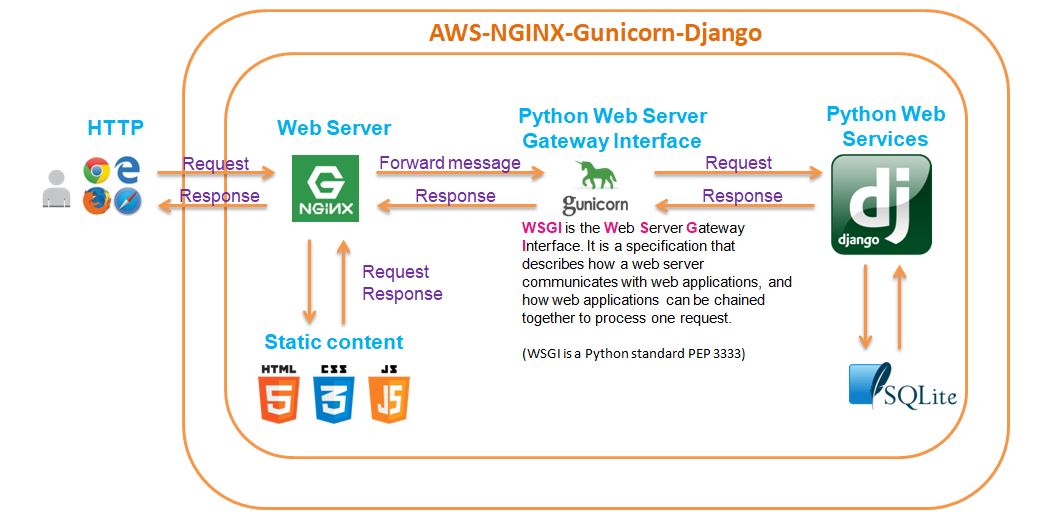 AWS-NGINX-Gunicorn-Django
HTTP
Web Server
Python Web Server
Gateway Interface
Python Web
Services
Request
Response
NGiNX
Forward message
Response
gunicorn
Request
Response
dj
django
WSGI is the Web Server Gateway
Interface. It is a specification that
describes how a web server
communicates with web applications, and
how web applications can be chained
together to process one request.
(WSGI is a Python standard PEP 3333)
Request
Response
Static content
HTML
5
CSS
3
JS
JS
SQLite